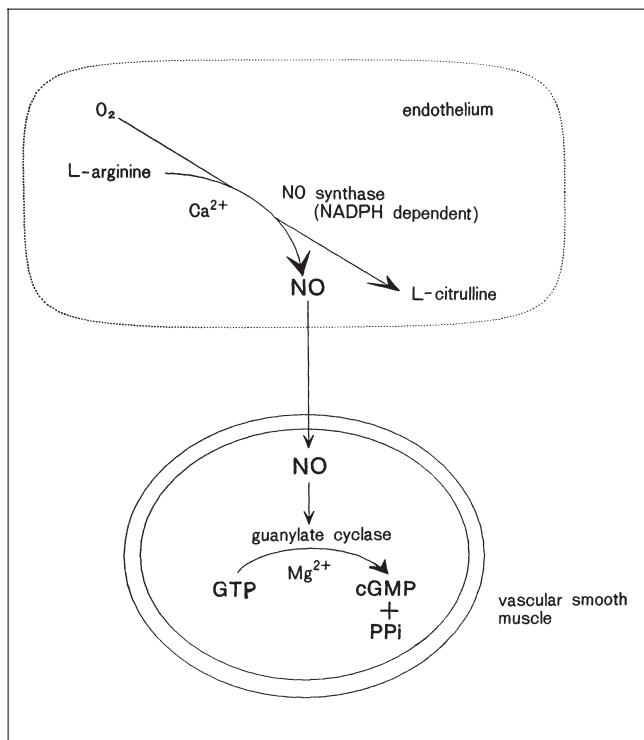 O₂
endothelium
L-arginine
Ca²⁺
NO synthase
(NADPH dependent)
NO
L-citrulline
NO
guanylate cyclase
Mg²⁺
GTP
cGMP
+
PPi
vascular smooth
muscle